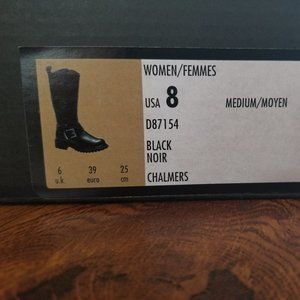 WOMEN/FEMMES
USA 8 MEDIUM/MOYEN
D87154
BLACK
NOIR
CHALMERS
6 39 25
u.k. euro cm